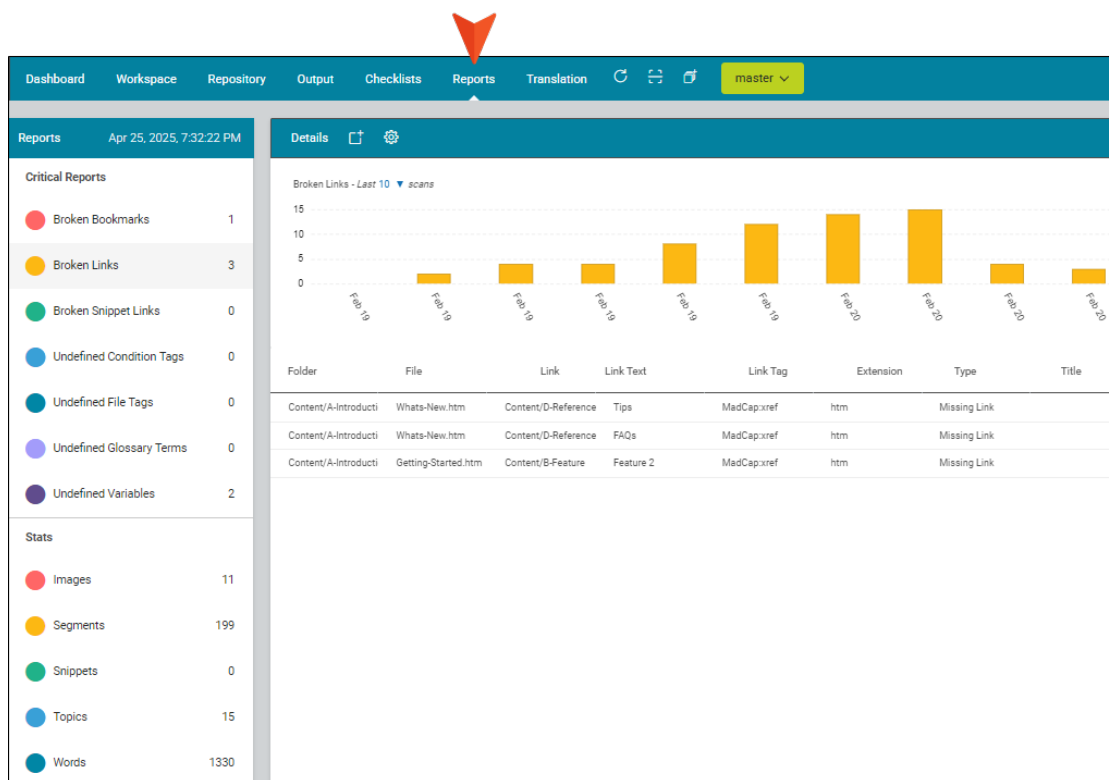 Dashboard Workspace Repository Output Checklists Reports Translation master
Reports Apr 25, 2025, 7:32:22 PM
Details
Critical Reports
Broken Bookmarks 1
Broken Links 3
Broken Snippet Links 0
Undefined Condition Tags 0
Undefined File Tags 0
Undefined Glossary Terms 0
Undefined Variables 2
Stats
Images 11
Segments 199
Snippets 0
Topics 15
Words 1330
Broken Links - Last 10 ▼ scans
15
10
5
0
Feb 19 Feb 19 Feb 19 Feb 19 Feb 19 Feb 19 Feb 20 Feb 20 Feb 20 Feb 20
Folder File Link Link Text Link Tag Extension Type Title
Content/A-Introducti Whats-New.htm Content/D-Reference Tips MadCap:xref htm Missing Link
Content/A-Introducti Whats-New.htm Content/D-Reference FAQs MadCap:xref htm Missing Link
Content/A-Introducti Getting-Started.htm Content/B-Feature Feature 2 MadCap:xref htm Missing Link